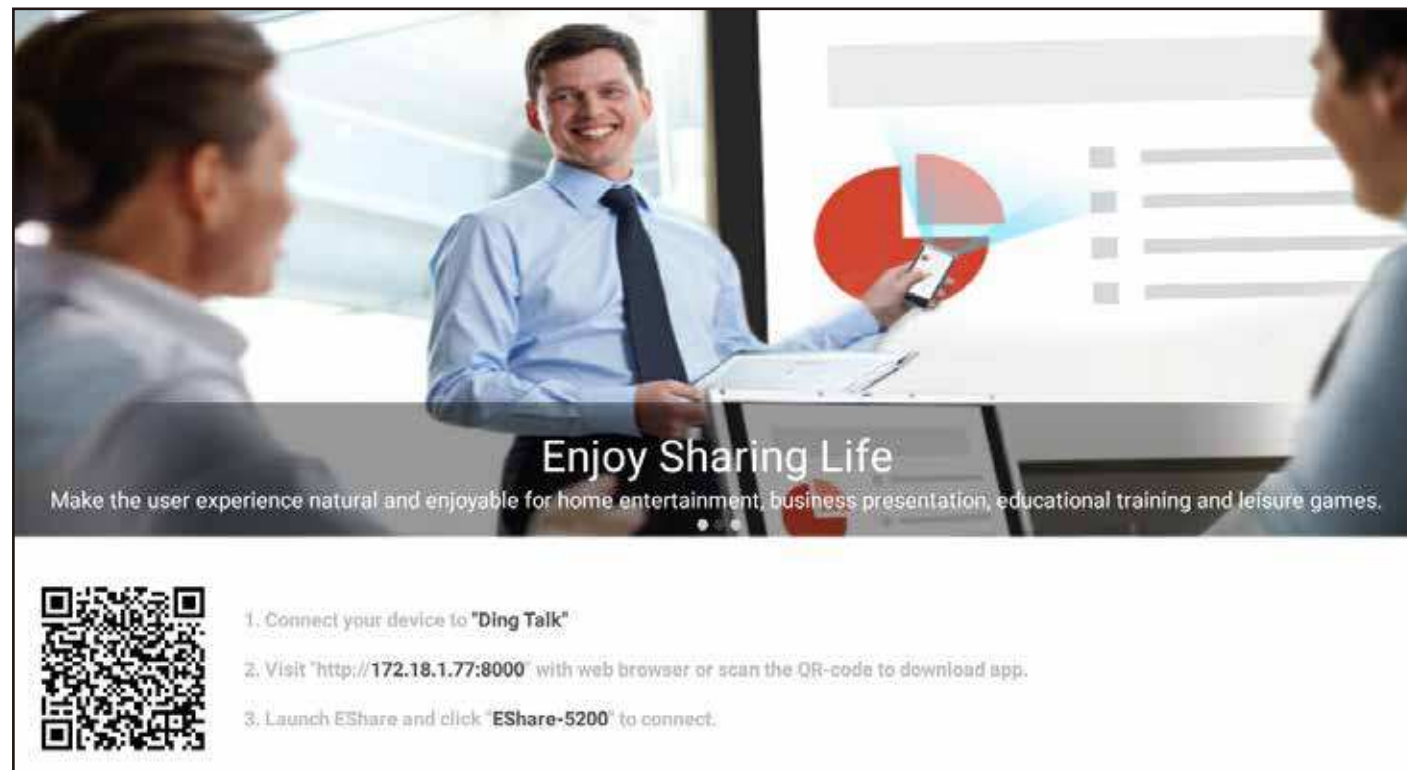 Enjoy Sharing Life
Make the user experience natural and enjoyable for home entertainment, business presentation, educational training and leisure games.
1. Connect your device to "Ding Talk"
2. Visit "http://172.18.1.77:8000" with web browser or scan the QR-code to download app.
3. Launch EShare and click "EShare-5200" to connect.